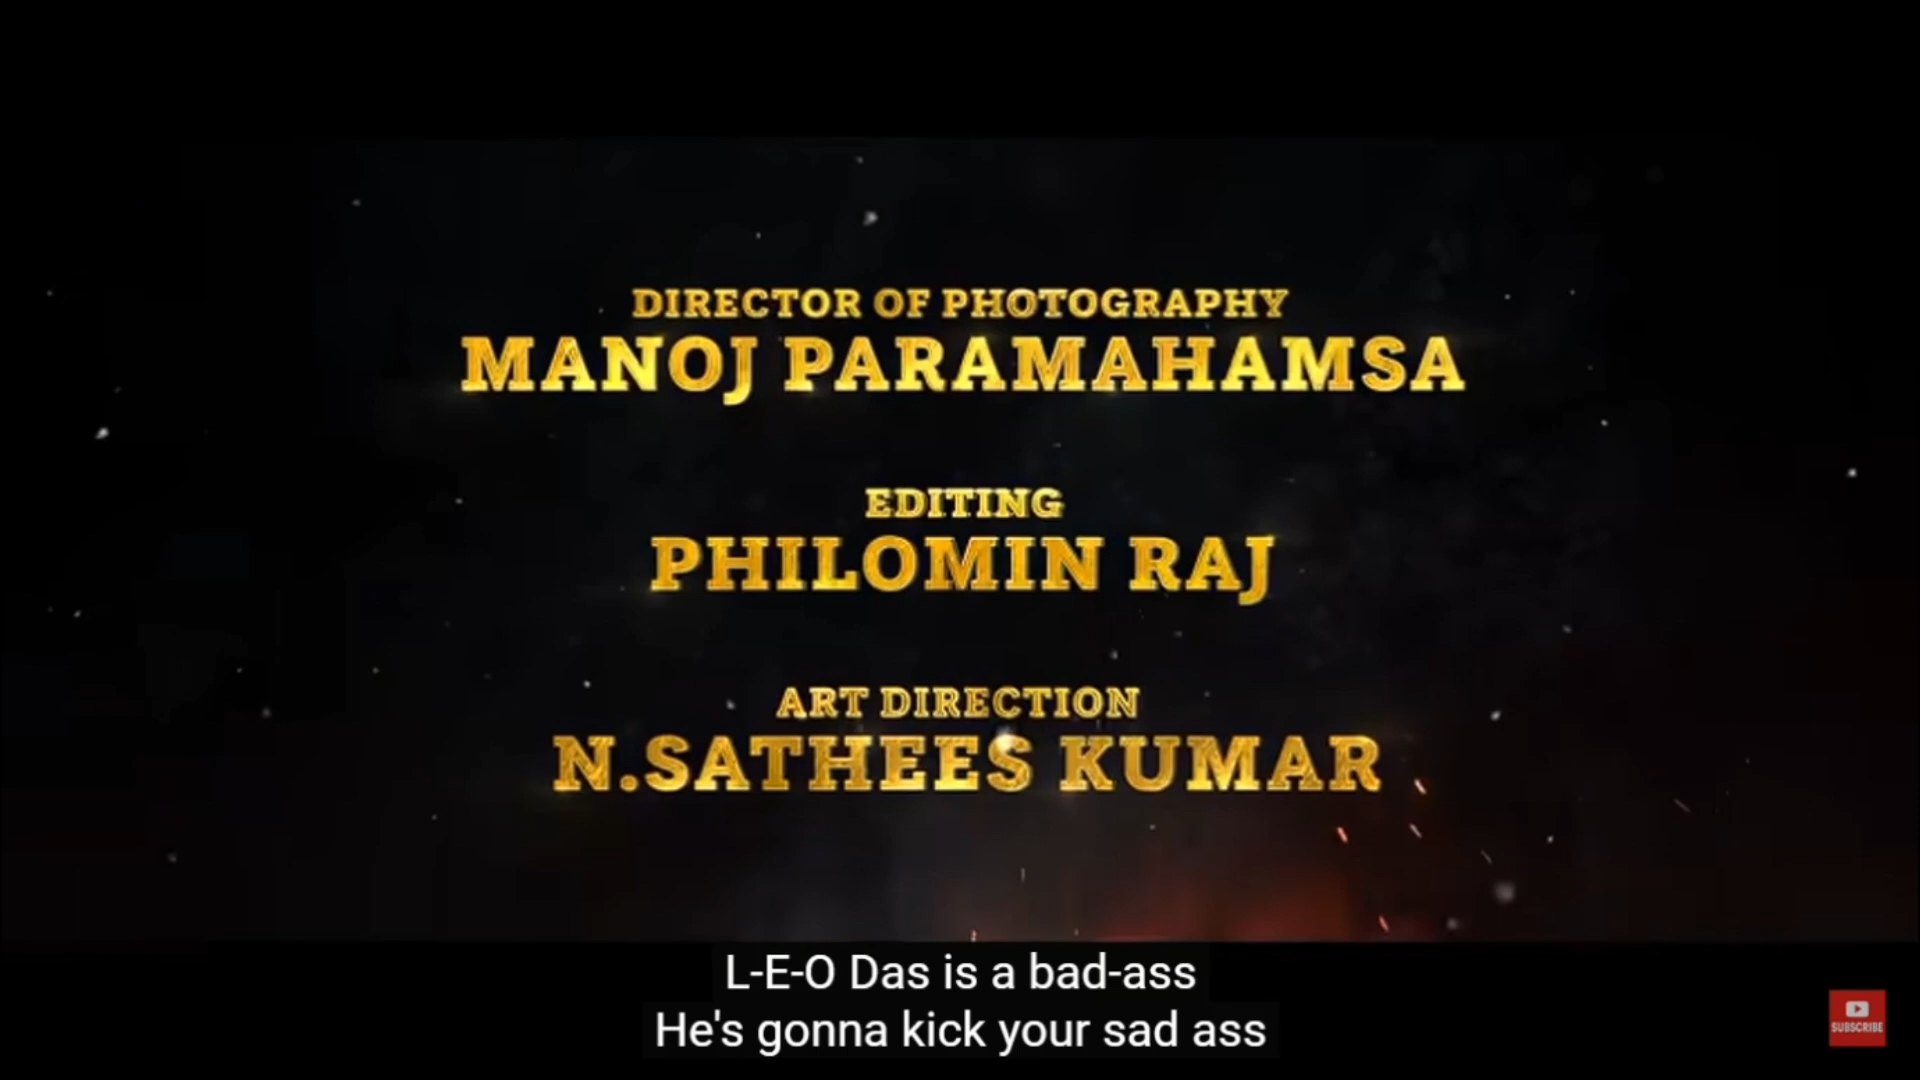 DIRECTOR OF PHOTOGRAPHY
MANOJ PARAMAHAMSA
EDITING
PHILOMIN RAJ
ART DIRECTION
N.SATHEES KUMAR
L-E-O Das is a bad-ass
He's gonna kick your sad ass
SUBSCRIBE